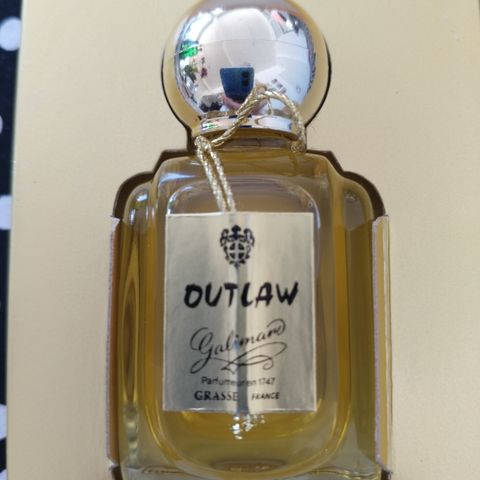 OUTLAW
Galimard
Parfumeur en 1747
GRASSE FRANCE